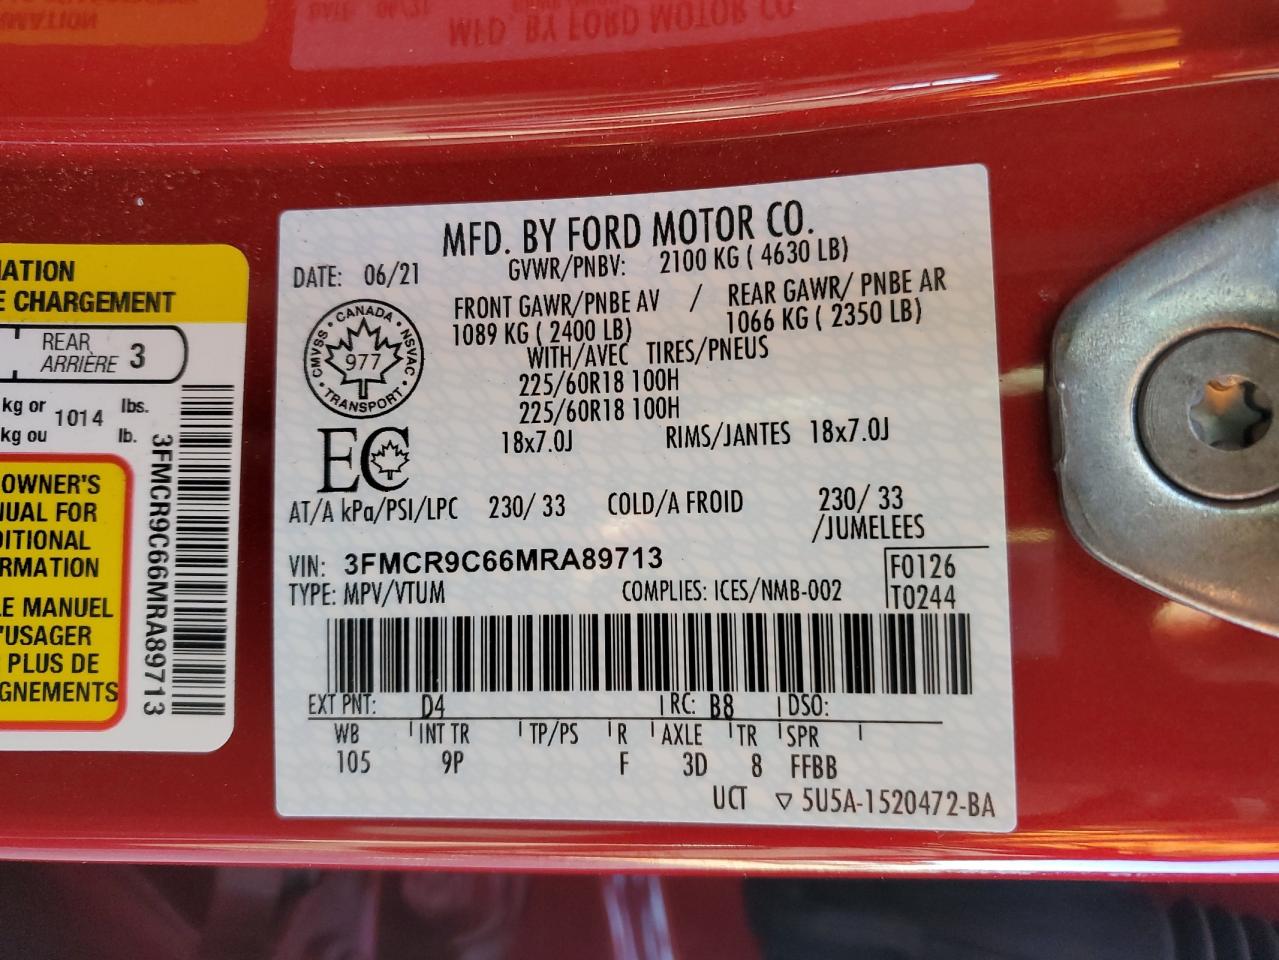 MFD. BY FORD MOTOR CO
MATION
E CHARGEMENT
REAR
ARRIÈRE 3
kg or 1014 lbs.
kg ou lb.
OWNER'S
NUAL FOR
DITIONAL
ORMATION
LE MANUEL
'USAGER
PLUS DE
GNEMENTS
3FMCR9C66MRA89713
MFD. BY FORD MOTOR CO.
DATE: 06/21 GVWR/PNBV: 2100 KG ( 4630 LB)
FRONT GAWR/PNBE AV / REAR GAWR/ PNBE AR
1089 KG ( 2400 LB) 1066 KG ( 2350 LB)
WITH/AVEC TIRES/PNEUS
225/60R18 100H
225/60R18 100H
18x7.0J RIMS/JANTES 18x7.0J
CANADA
CMVSS 977 NSVAC
TRANSPORT
EC
AT/A kPa/PSI/LPC 230/ 33 COLD/A FROID 230/ 33
/JUMELEES
VIN: 3FMCR9C66MRA89713 F0126
TYPE: MPV/VTUM COMPLIES: ICES/NMB-002 T0244
EXT PNT: D4 RC: B8 DSO:
WB INT TR TP/PS R AXLE TR SPR
105 9P F 3D 8 FFBB
UCT ▽ 5U5A-1520472-BA